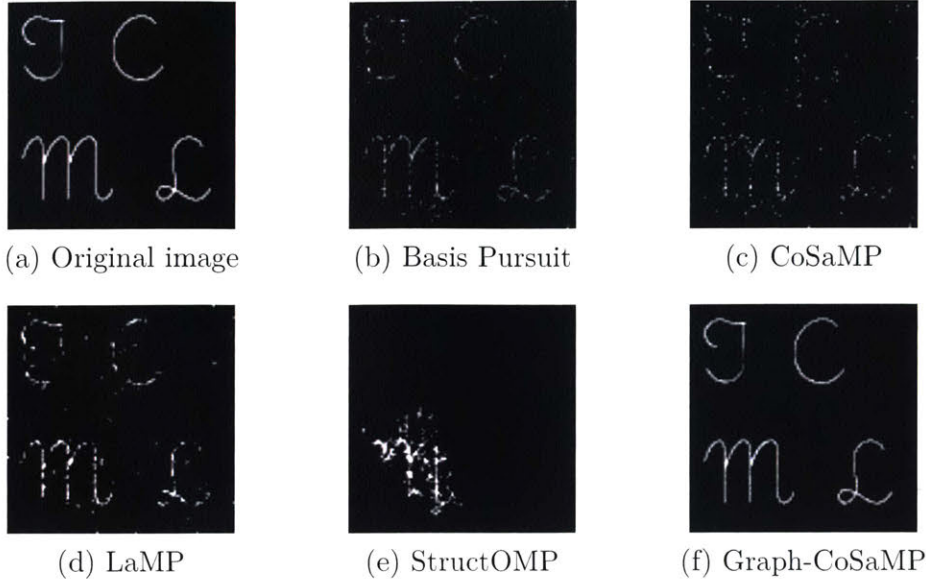 I C
M L
(a) Original image
(b) Basis Pursuit
(c) CoSaMP
M L
(d) LaMP
(e) StructOMP
I C
M L
(f) Graph-CoSaMP